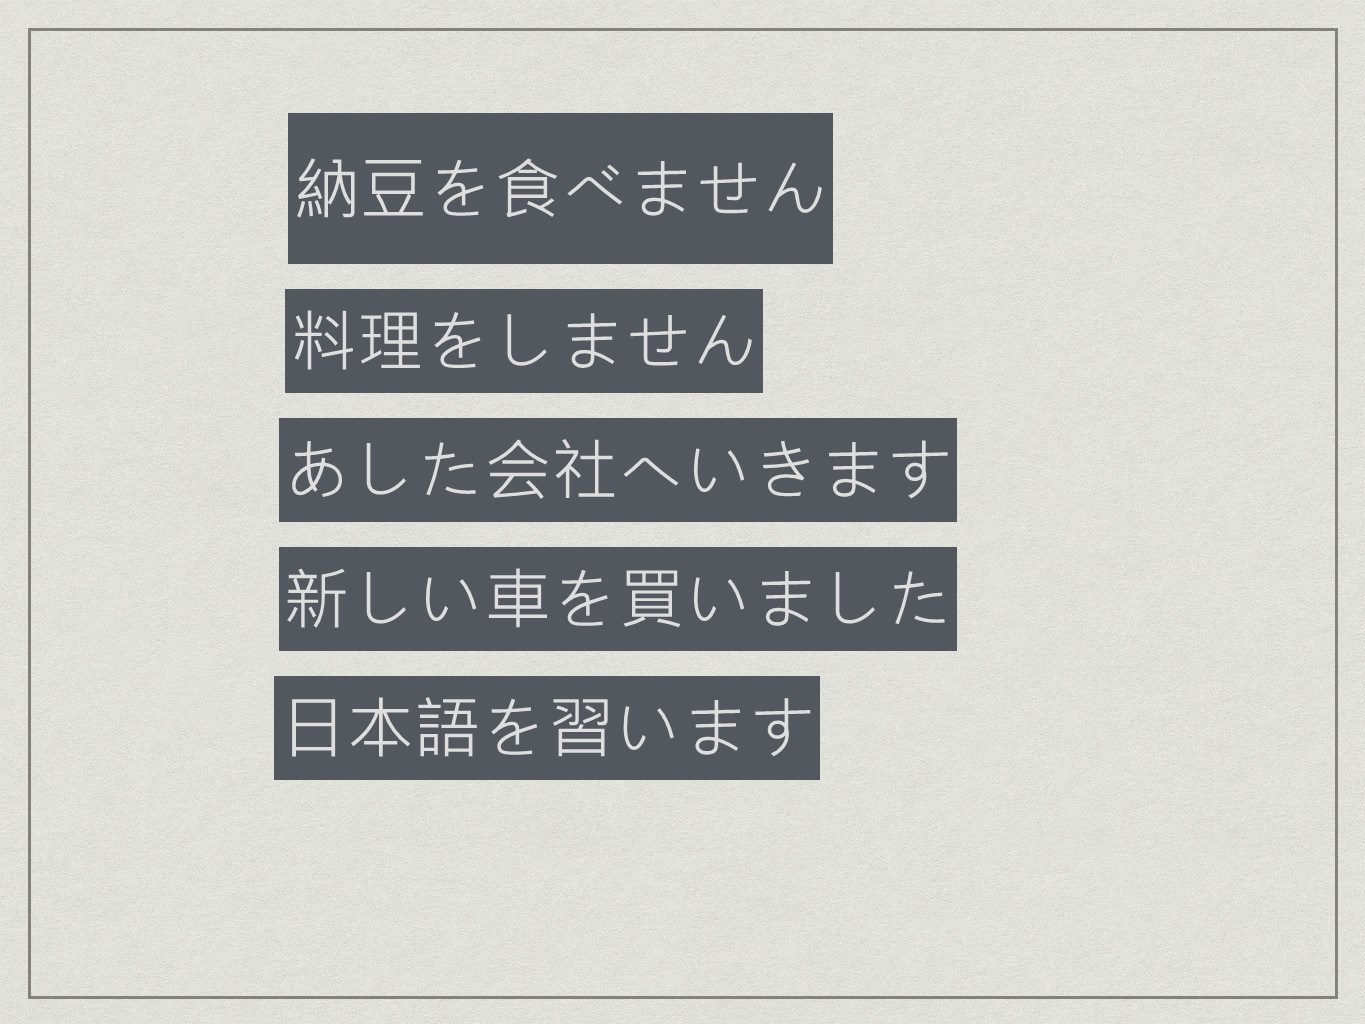 納豆を食べません
料理をしません
あした会社へいきます
新しい車を買いました
日本語を習います